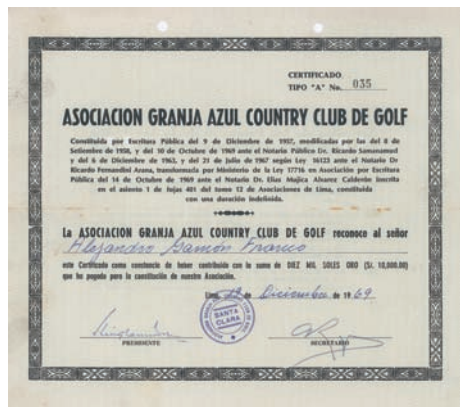 CERTIFICADO
TIPO "A" No. 035
ASOCIACION GRANJA AZUL COUNTRY CLUB DE GOLF
Constituida por Escritura Pública del 9 de Diciembre de 1957, modificadas por las del 8 de
Setiembre de 1958, y del 10 de Octubre de 1969 ante el Notario Público Dr. Ricardo Samanamud
y del 6 de Diciembre de 1963, y del 21 de Julio de 1967 según Ley 16123 ante el Notario Dr
Ricardo Fernandini Arana, transformada por Ministerio de la Ley 17716 en Asociación por Escritura
Pública del 14 de Octubre de 1969 ante el Notario Dr. Elías Mujica Alvarez Calderón inscrita
en el asiento 1 de fojas 401 del tomo 12 de Asociaciones de Lima, constituida
con una duración indefinida.
La ASOCIACION GRANJA AZUL COUNTRY CLUB DE GOLF reconoce al señor
Alejandro Franco
este Certificado como constancia de haber contribuido con la suma de DIEZ MIL SOLES ORO (S/. 10,000.00)
que ha pagado para la constitución de nuestra Asociación.
Lima, de Diciembre de 1969
SANTA
CLARA
PRESIDENTE
SECRETARIO